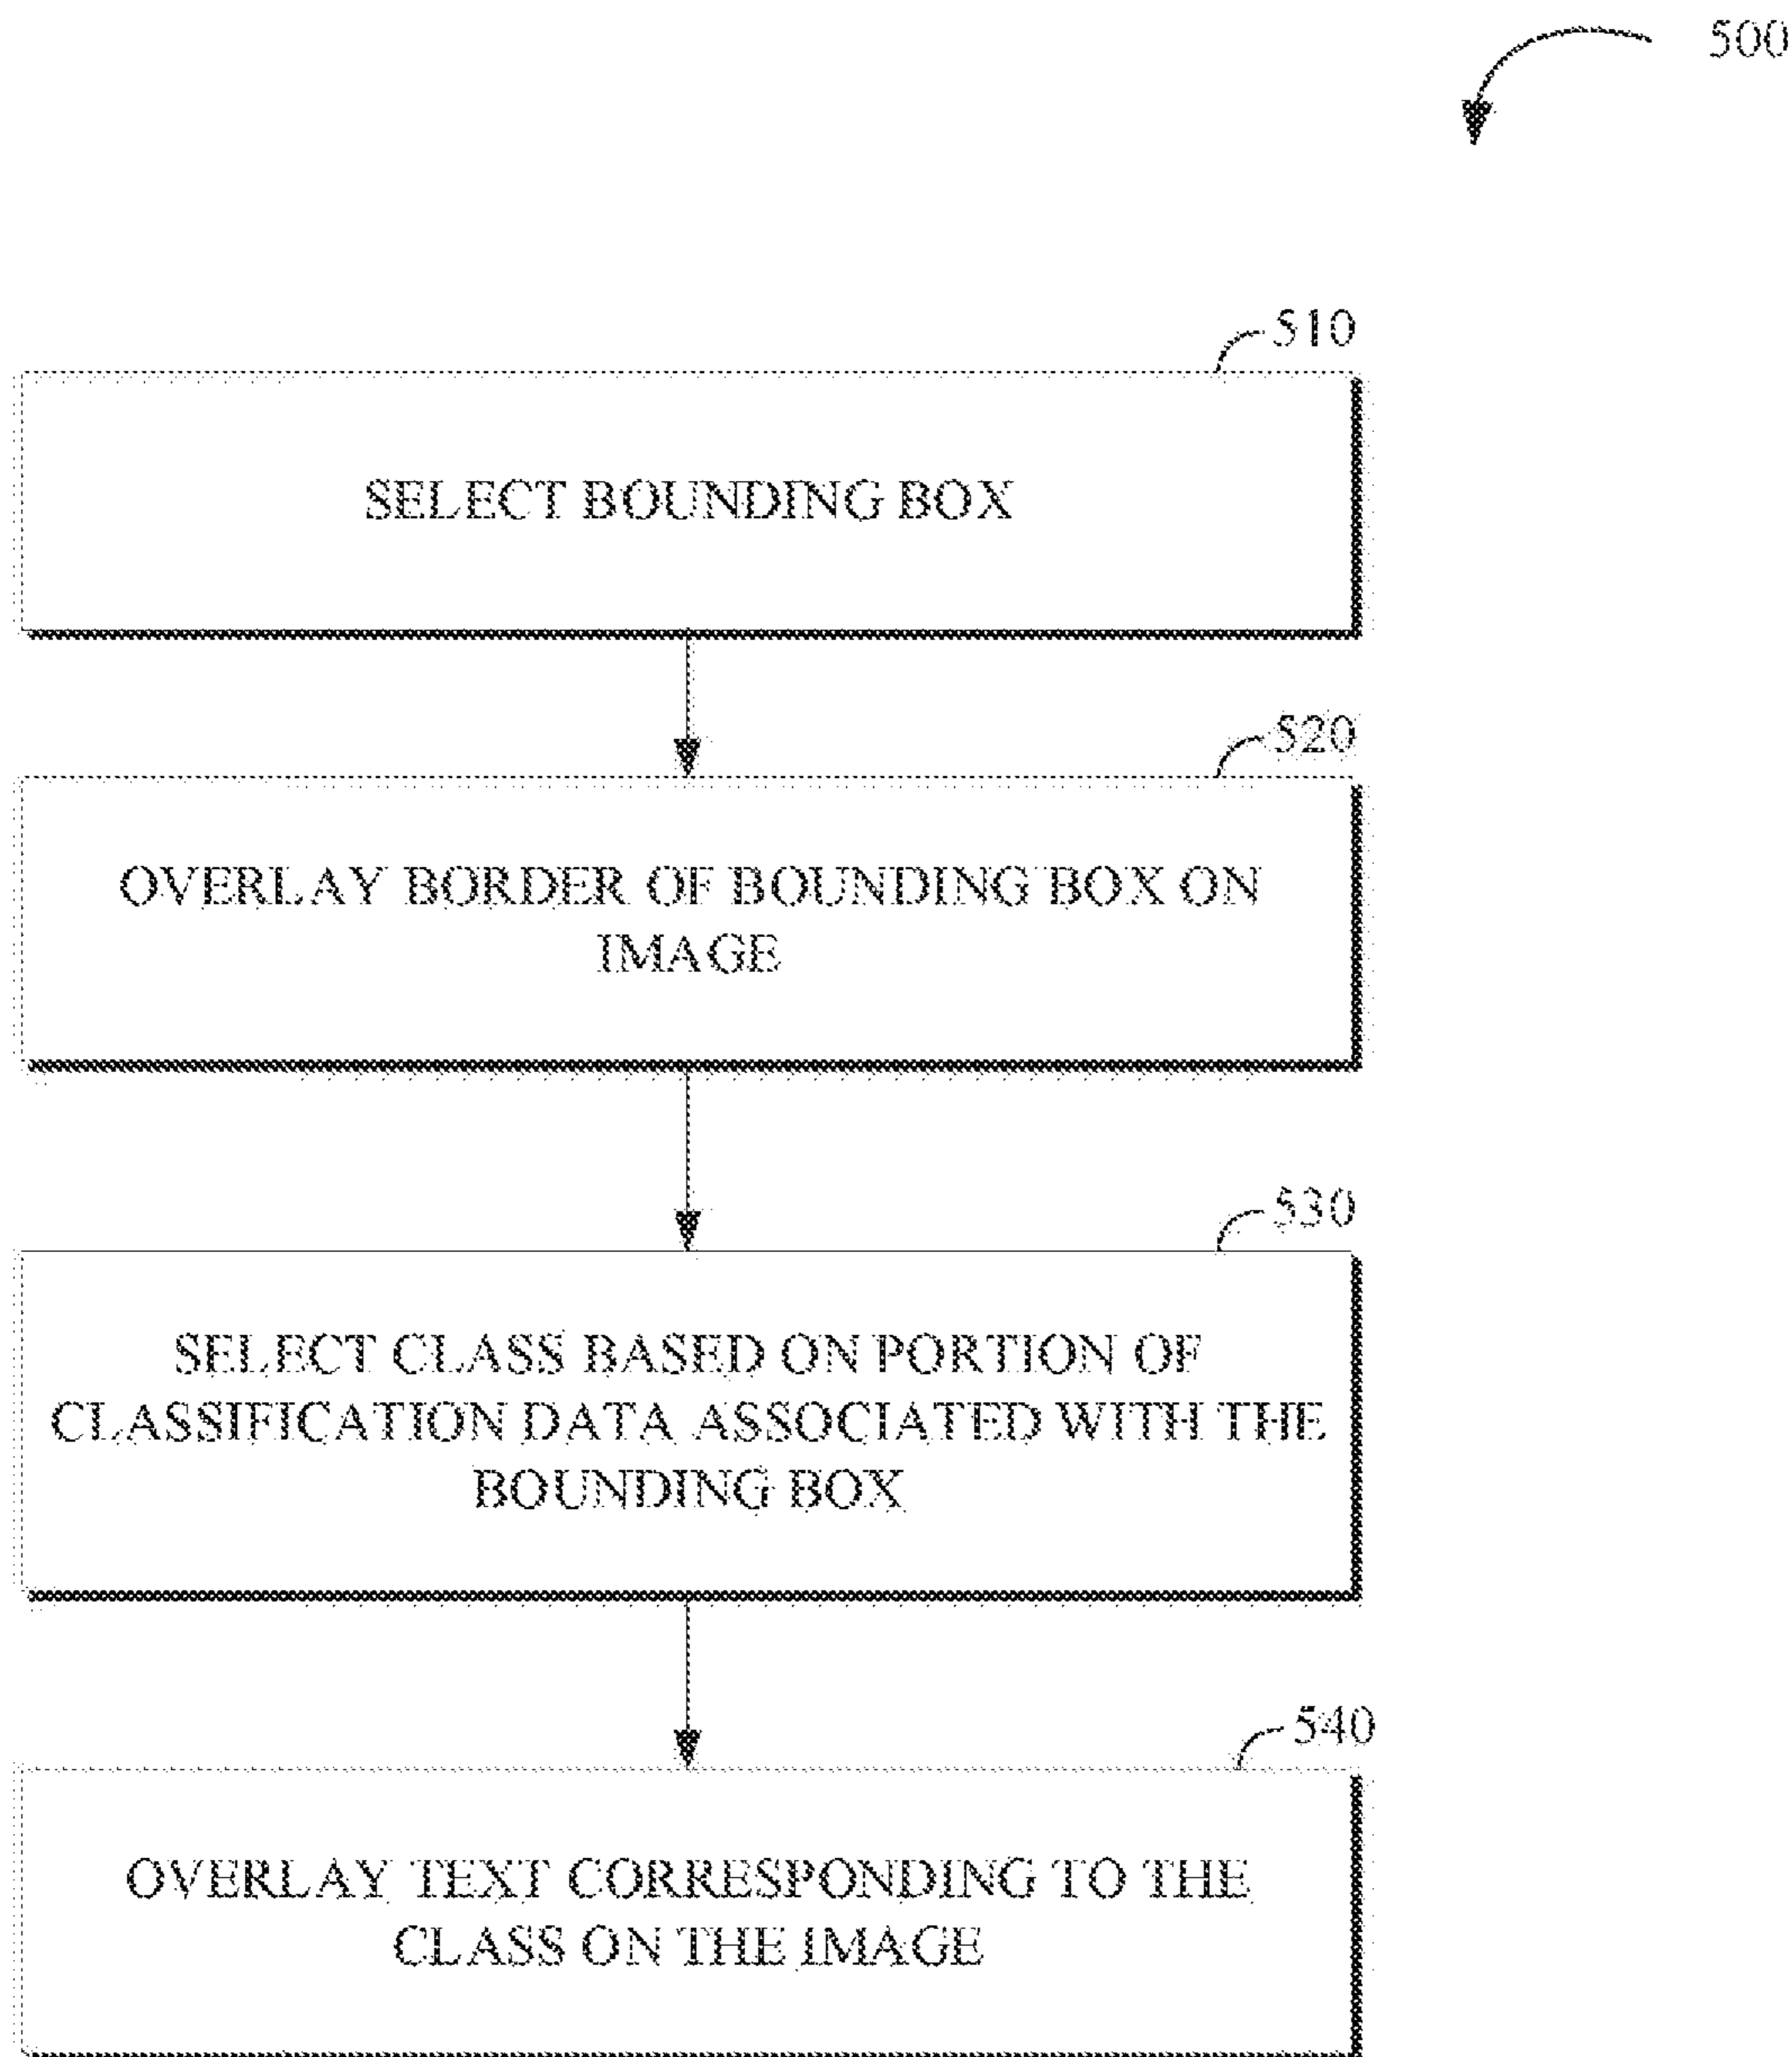 500
510
SELECT BOUNDING BOX
520
OVERLAY BORDER OF BOUNDING BOX ON
IMAGE
530
SELECT CLASS BASED ON PORTION OF
CLASSIFICATION DATA ASSOCIATED WITH THE
BOUNDING BOX
540
OVERLAY TEXT CORRESPONDING TO THE
CLASS ON THE IMAGE